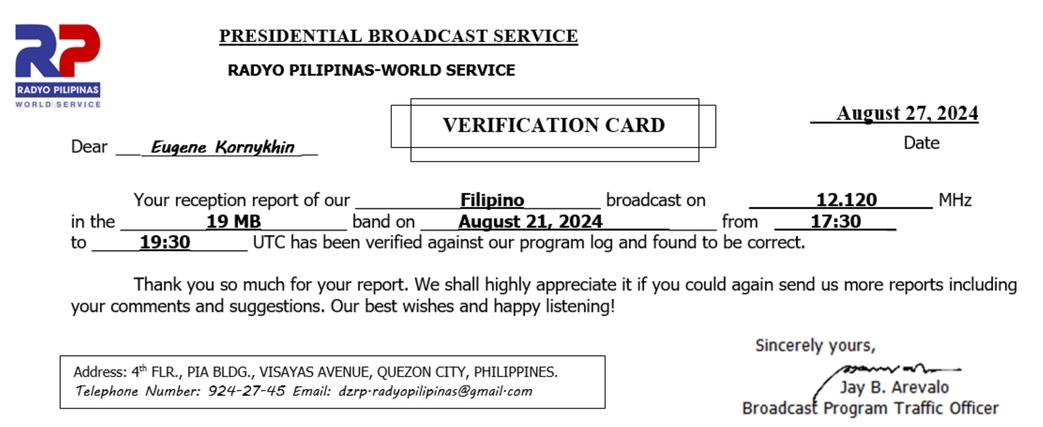 PRESIDENTIAL BROADCAST SERVICE
RP
RADYO PILIPINAS
WORLD SERVICE
RADYO PILIPINAS-WORLD SERVICE
VERIFICATION CARD
August 27, 2024
Date
Dear Eugene Kornykhin
Your reception report of our Filipino broadcast on 12.120 MHz
in the 19 MB band on August 21, 2024 from 17:30
to 19:30 UTC has been verified against our program log and found to be correct.
Thank you so much for your report. We shall highly appreciate it if you could again send us more reports including
your comments and suggestions. Our best wishes and happy listening!
Sincerely yours,
Jay B. Arevalo
Broadcast Program Traffic Officer
Address: 4th FLR., PIA BLDG., VISAYAS AVENUE, QUEZON CITY, PHILIPPINES.
Telephone Number: 924-27-45 Email: dzrp-radyopilipinas@gmail-com